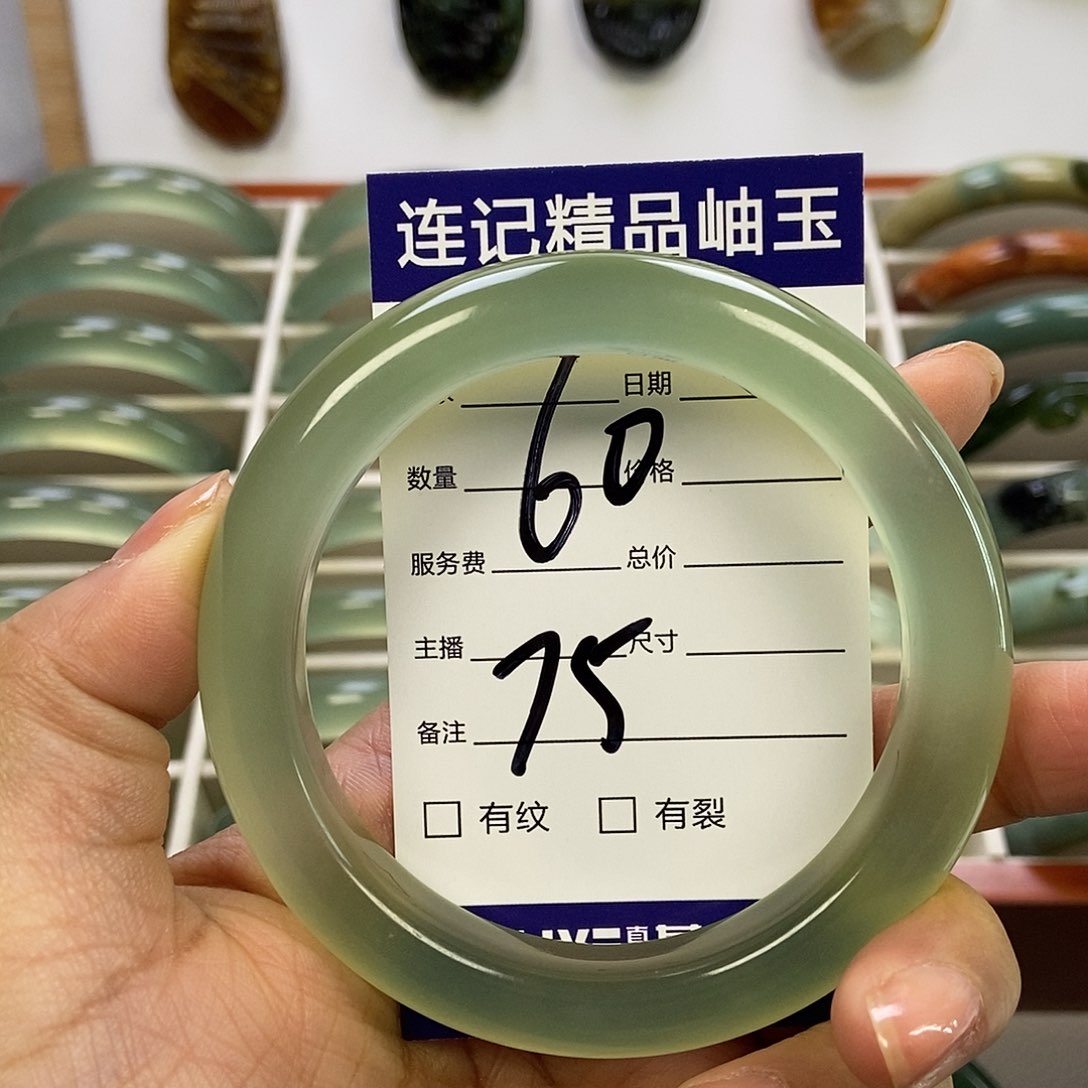 连记精品岫玉
日期
60
数量 价格
服务费 总价
75
主播 尺寸
备注
有纹 有裂